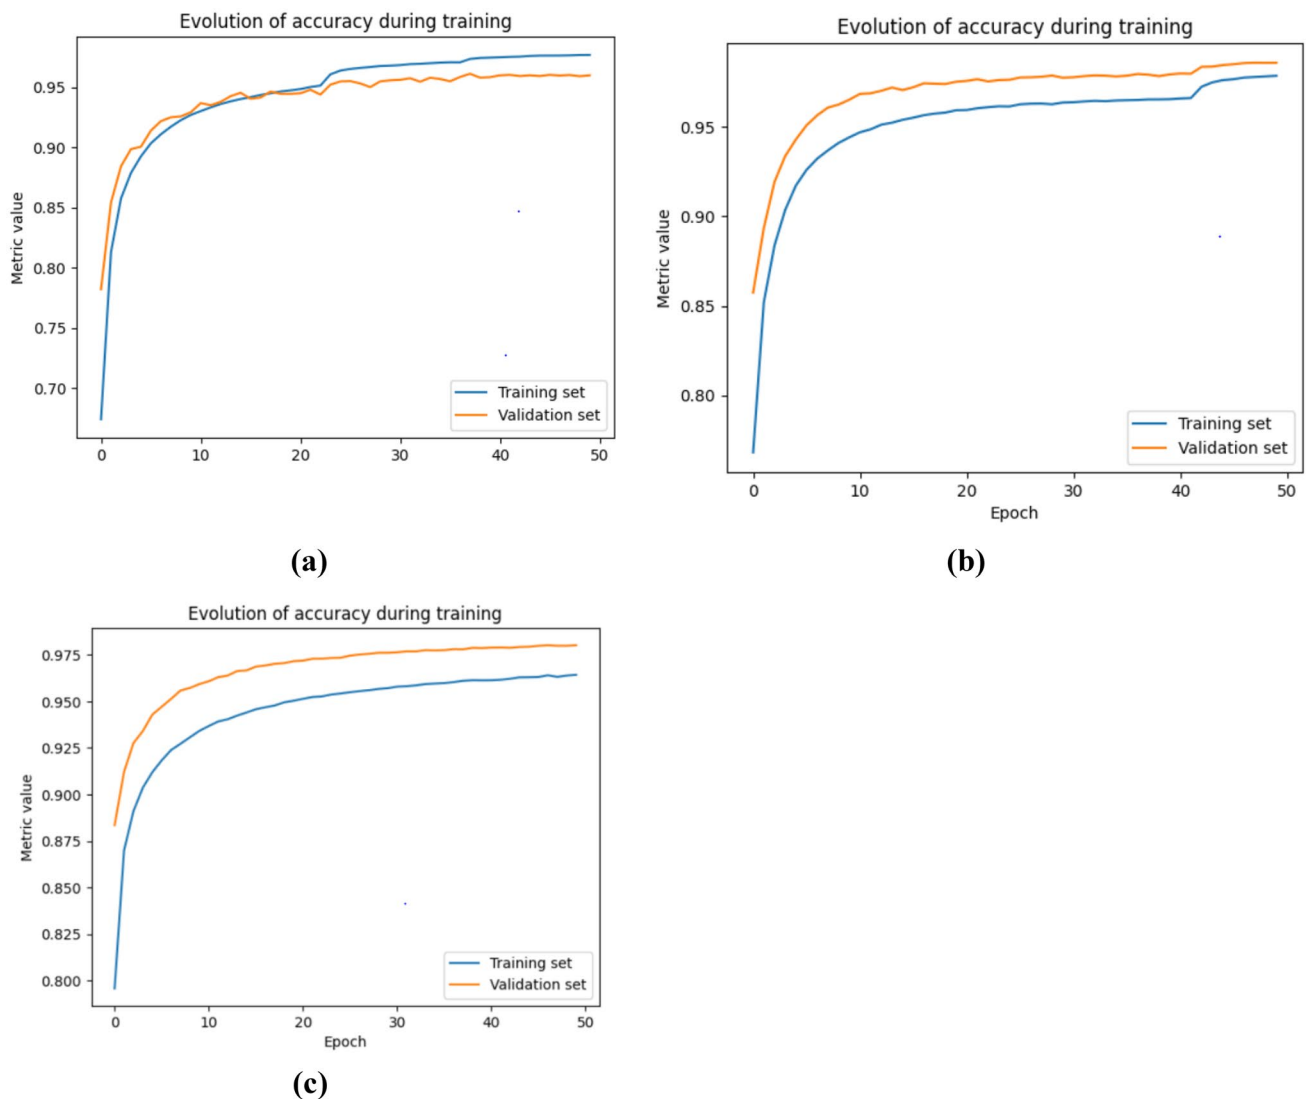 Evolution of accuracy during training
Metric value
0.95
0.90
0.85
0.80
0.75
0.70
Training set
Validation set
0 10 20 30 40 50
(a)
Evolution of accuracy during training
Metric value
0.95
0.90
0.85
0.80
Training set
Validation set
0 10 20 30 40 50
Epoch
(b)
Evolution of accuracy during training
Metric value
0.975
0.950
0.925
0.900
0.875
0.850
0.825
0.800
Training set
Validation set
0 10 20 30 40 50
Epoch
(c)